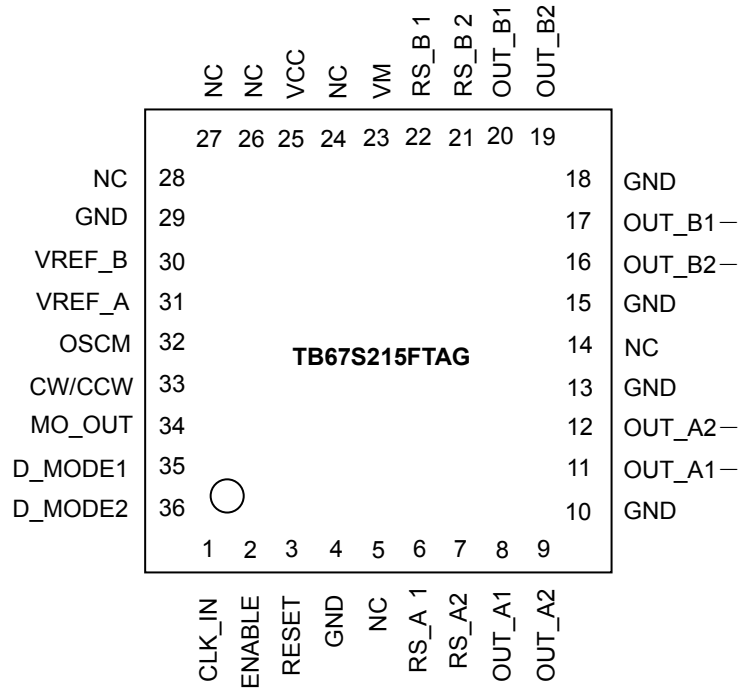 NC NC VCC NC VM RS_B 1 RS_B 2 OUT_B1 OUT_B2
27 26 25 24 23 22 21 20 19
NC 28 18 GND
GND 29 17 OUT_B1—
VREF_B 30 16 OUT_B2—
VREF_A 31 15 GND
OSCM 32 TB67S215FTAG 14 NC
CW/CCW 33 13 GND
MO_OUT 34 12 OUT_A2—
D_MODE1 35 11 OUT_A1—
D_MODE2 36 10 GND
1 2 3 4 5 6 7 8 9
CLK_IN ENABLE RESET GND NC RS_A 1 RS_A2 OUT_A1 OUT_A2